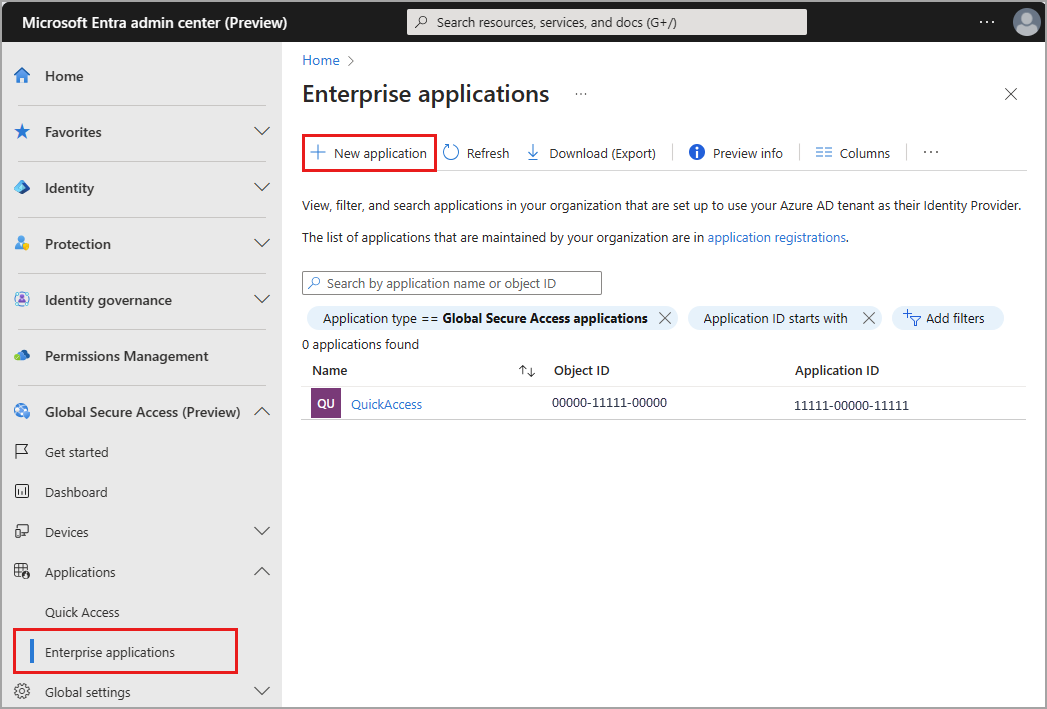 Microsoft Entra admin center (Preview)
Search resources, services, and docs (G+/)
Home
Favorites
Identity
Protection
Identity governance
Permissions Management
Global Secure Access (Preview)
Get started
Dashboard
Devices
Applications
Quick Access
Enterprise applications
Global settings
Home
Enterprise applications
New application Refresh Download (Export) Preview info Columns
View, filter, and search applications in your organization that are set up to use your Azure AD tenant as their Identity Provider.
The list of applications that are maintained by your organization are in application registrations.
Search by application name or object ID
Application type == Global Secure Access applications Application ID starts with Add filters
0 applications found
Name Object ID Application ID
QU QuickAccess 00000-11111-00000 11111-00000-11111